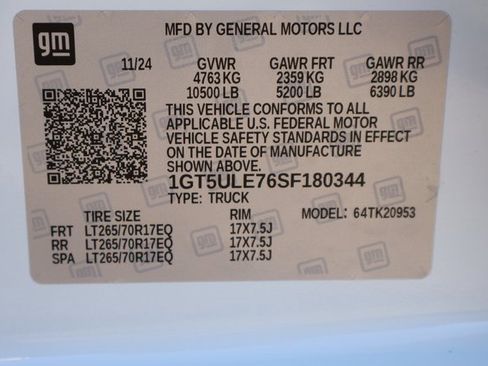 gm
MFD BY GENERAL MOTORS LLC
11/24 GVWR GAWR FRT GAWR RR
4763 KG 2359 KG 2898 KG
10500 LB 5200 LB 6390 LB
THIS VEHICLE CONFORMS TO ALL
APPLICABLE U.S. FEDERAL MOTOR
VEHICLE SAFETY STANDARDS IN EFFECT
ON THE DATE OF MANUFACTURE
SHOWN ABOVE.
1GT5ULE76SF180344
TYPE: TRUCK MODEL: 64TK20953
TIRE SIZE RIM
FRT LT265/70R17EQ 17X7.5J
RR LT265/70R17EQ 17X7.5J
SPA LT265/70R17EQ 17X7.5J